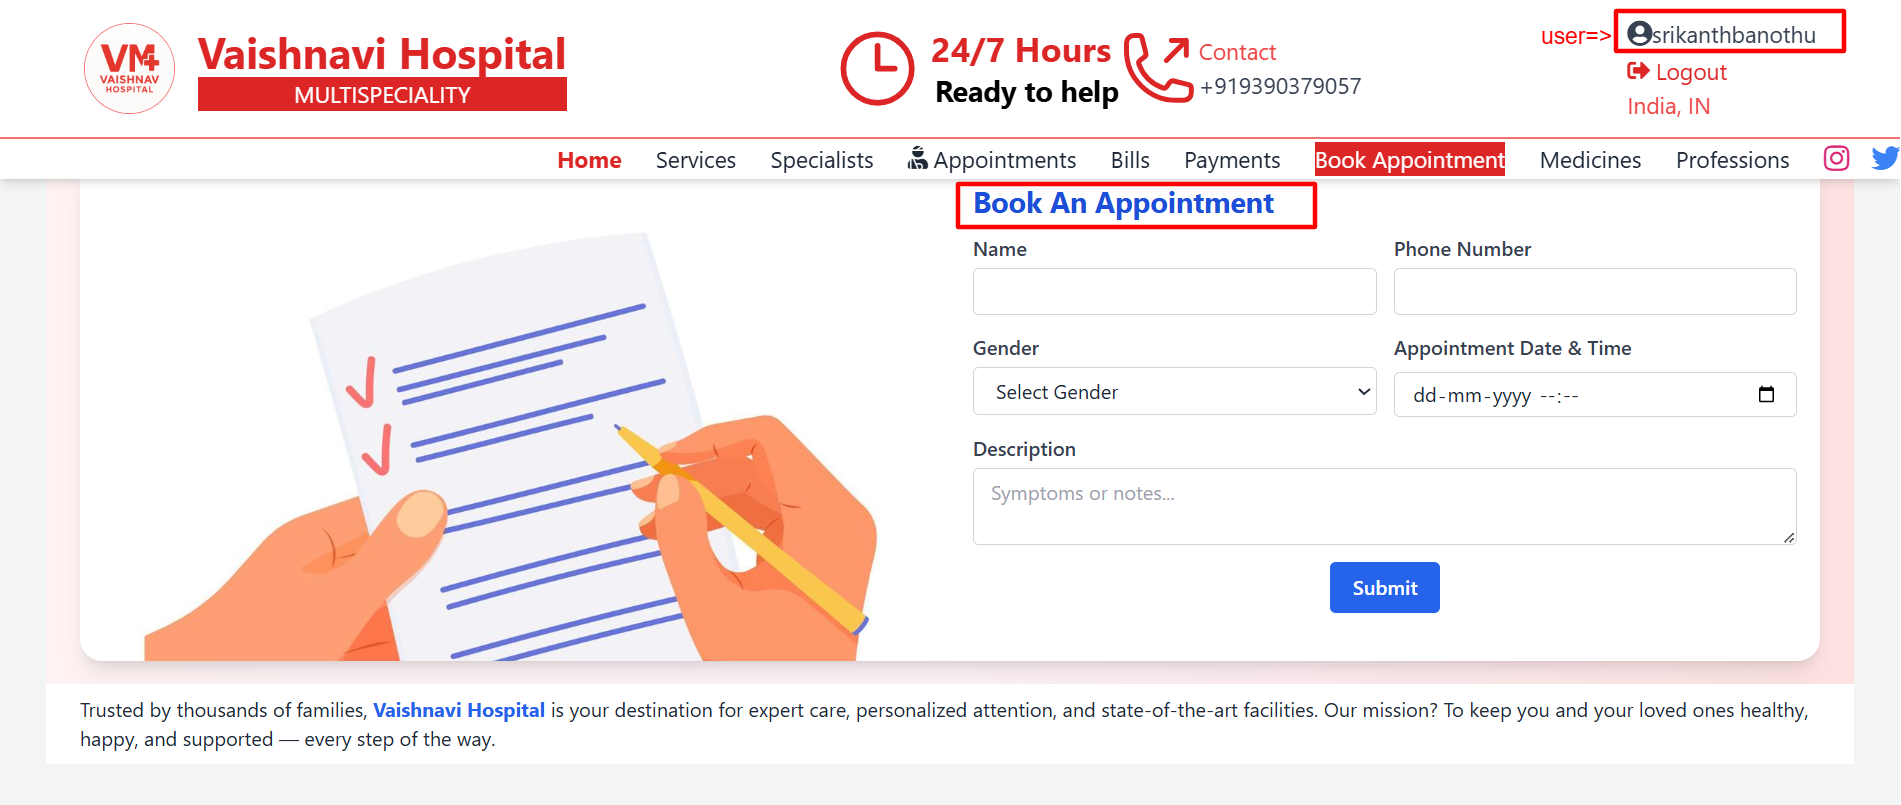 VM+
VAISHNAV
HOSPITAL
Vaishnavi Hospital
MULTISPECIALITY
24/7 Hours
Ready to help
Contact
+919390379057
user=> srikanthbanothu
Logout
India, IN
Home Services Specialists Appointments Bills Payments Book Appointment Medicines Professions
Book An Appointment
Name Phone Number
Gender Appointment Date & Time
Select Gender dd-mm-yyyy --:--
Description
Symptoms or notes...
Submit
Trusted by thousands of families, Vaishnavi Hospital is your destination for expert care, personalized attention, and state-of-the-art facilities. Our mission? To keep you and your loved ones healthy,
happy, and supported — every step of the way.